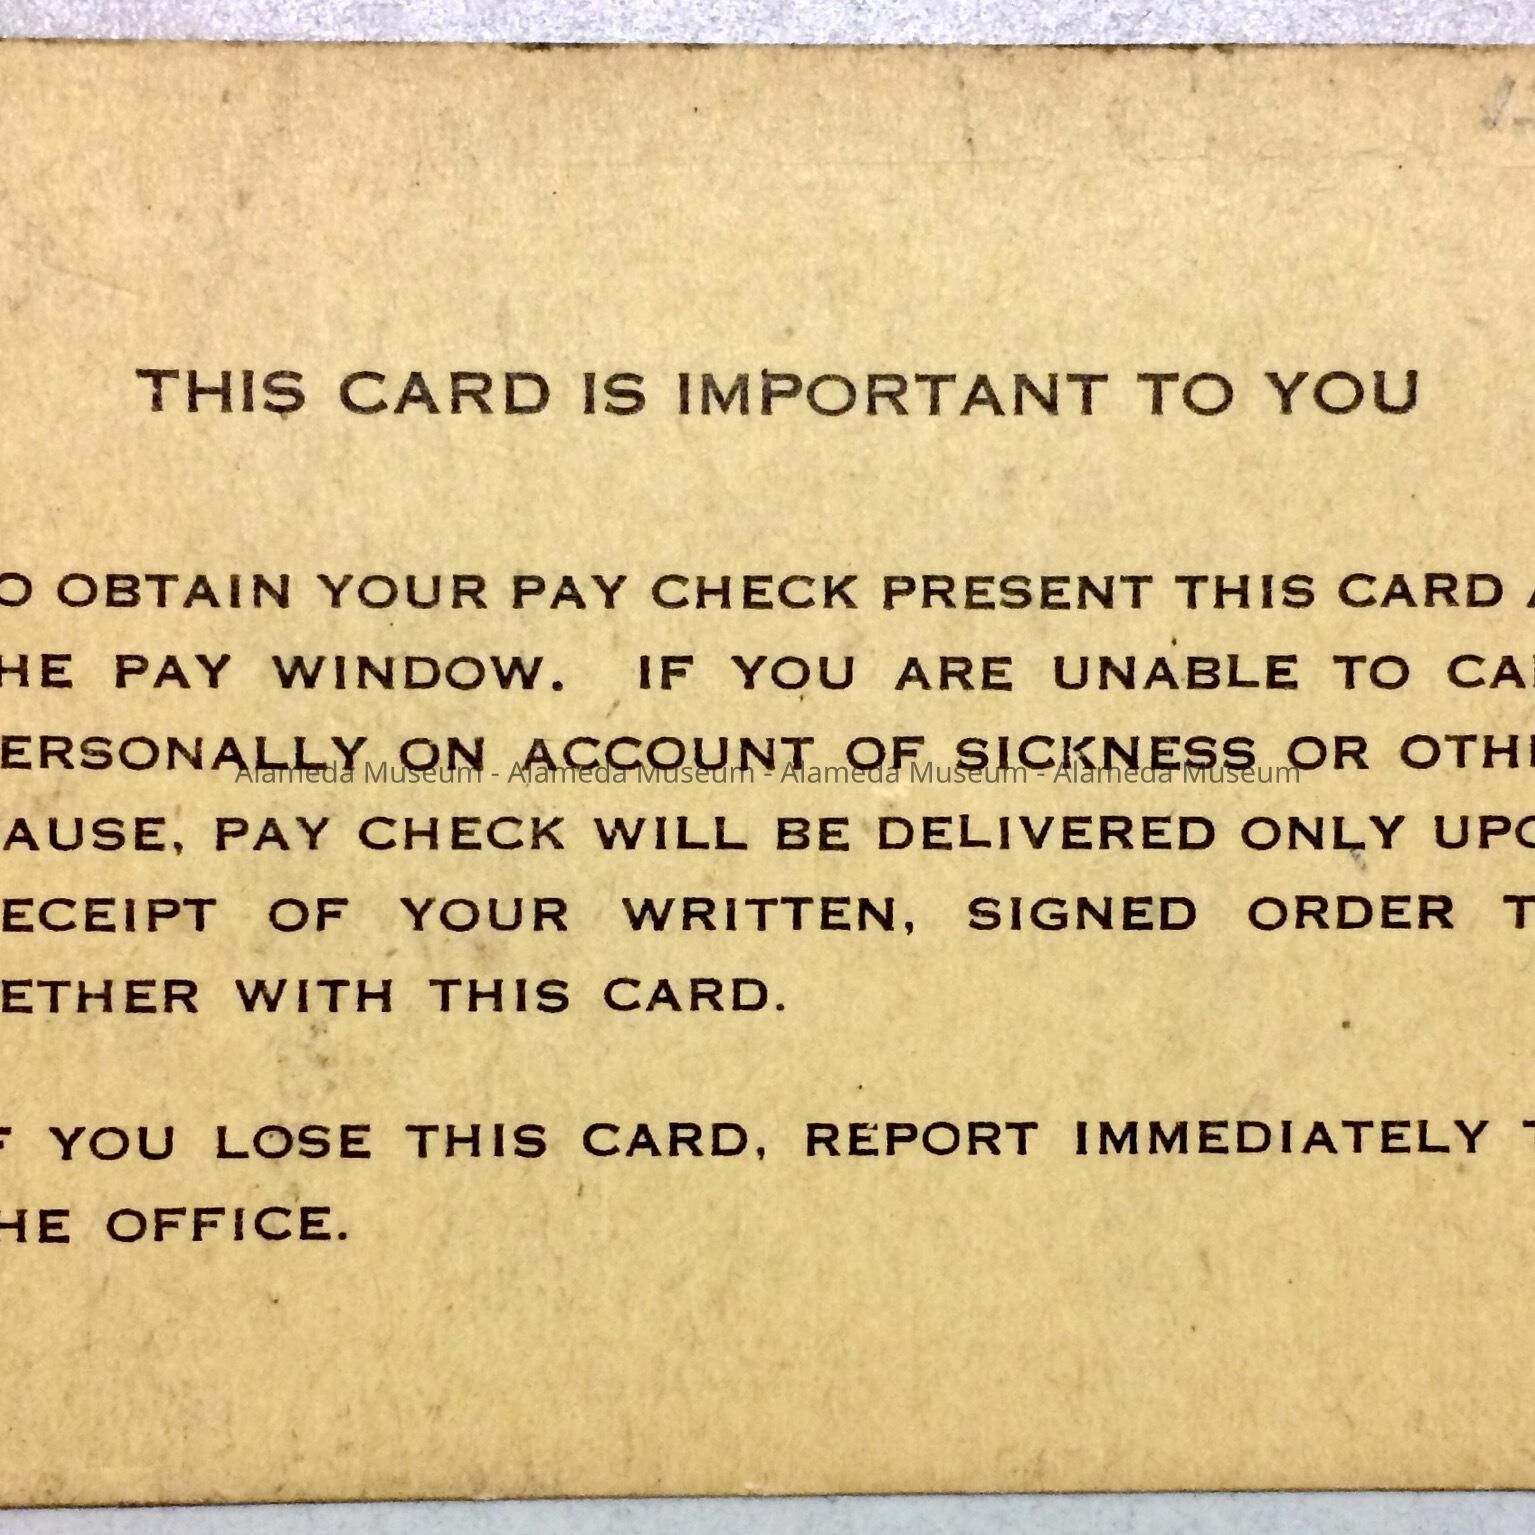 THIS CARD IS IMPORTANT TO YOU
O OBTAIN YOUR PAY CHECK PRESENT THIS CARD
HE PAY WINDOW. IF YOU ARE UNABLE TO CA
ERSONALLY ON ACCOUNT OF SICKNESS OR OTH
Alameda Museum - Alameda Museum - Alameda Museum - Alameda Museum
AUSE, PAY CHECK WILL BE DELIVERED ONLY UPO
ECEIPT OF YOUR WRITTEN, SIGNED ORDER T
ETHER WITH THIS CARD.
F YOU LOSE THIS CARD, REPORT IMMEDIATELY T
HE OFFICE.